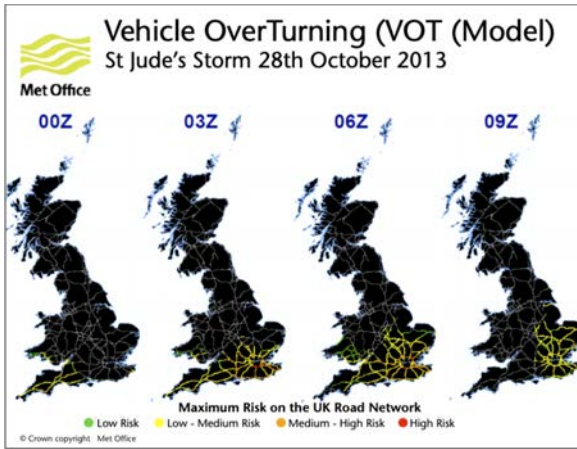 Vehicle OverTurning (VOT (Model)
St Jude's Storm 28th October 2013
Met Office
00Z 03Z 06Z 09Z
Maximum Risk on the UK Road Network
Low Risk Low - Medium Risk Medium - High Risk High Risk
© Crown copyright Met Office